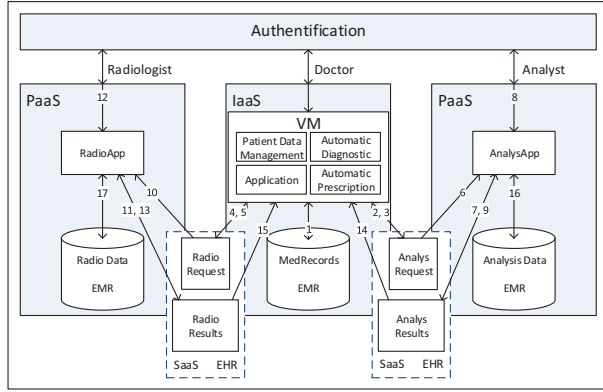 Authentification
Radiologist
Doctor
Analyst
PaaS
12
IaaS
PaaS
8
VM
Patient Data
Management
Automatic
Diagnostic
Application
Automatic
Prescription
RadioApp
AnalysApp
17
10
11, 13
4, 5
15
1
14
2, 3
6
7, 9
16
Radio Data
EMR
Radio
Request
MedRecords
EMR
Analys
Request
Analysis Data
EMR
Radio
Results
Analys
Results
SaaS EHR
SaaS EHR